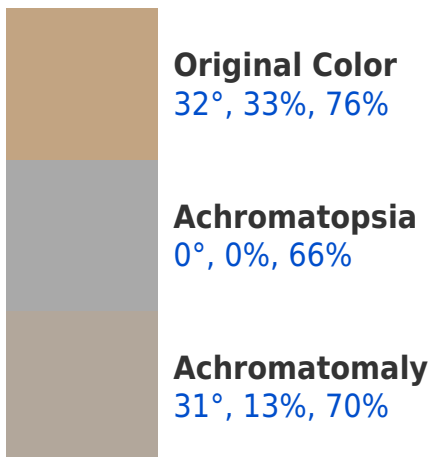 Original Color
32°, 33%, 76%
Achromatopsia
0°, 0%, 66%
Achromatomaly
31°, 13%, 70%